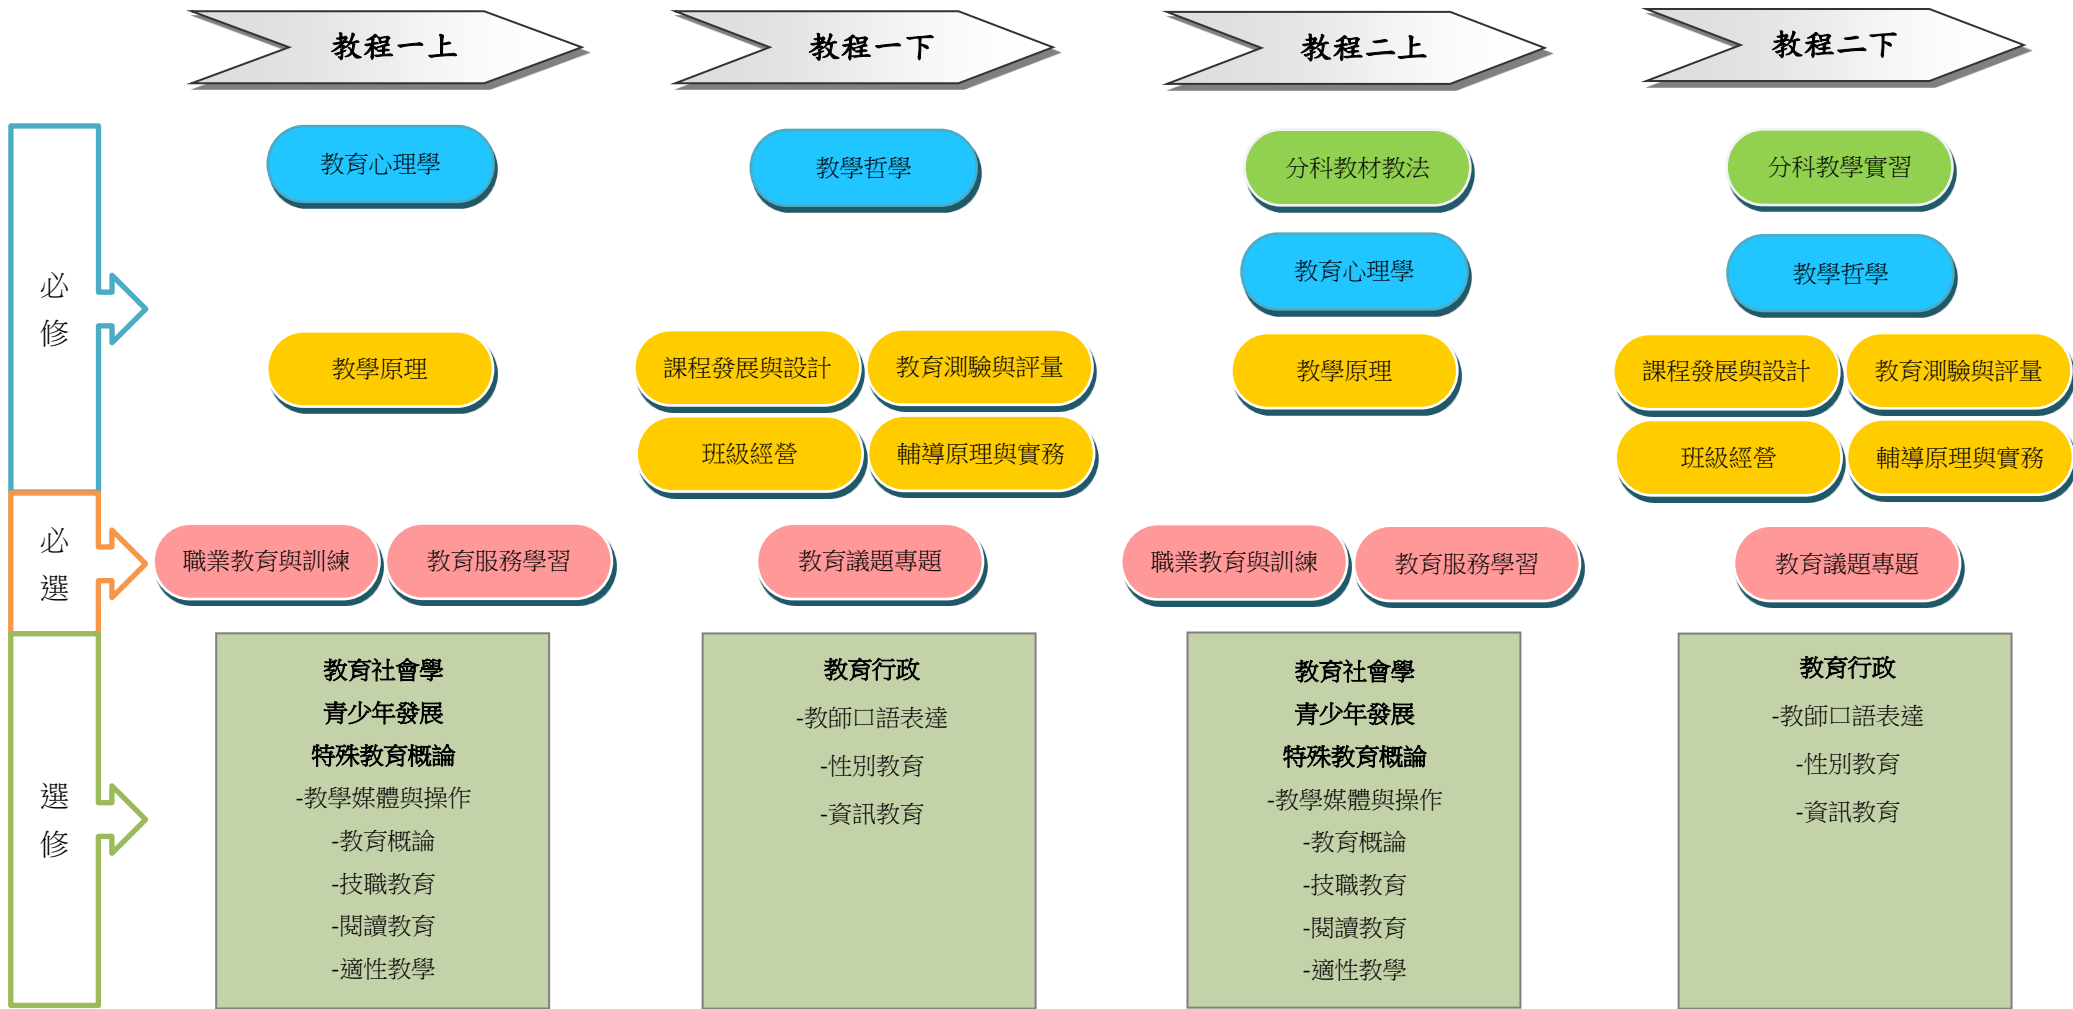 教程一上
教程一下
教程二上
教程二下
必
修
教育心理學
教學哲學
分科教材教法
分科教學實習
教育心理學
教學哲學
教學原理
課程發展與設計
教育測驗與評量
班級經營
輔導原理與實務
教學原理
課程發展與設計
教育測驗與評量
班級經營
輔導原理與實務
必
選
職業教育與訓練
教育服務學習
教育議題專題
職業教育與訓練
教育服務學習
教育議題專題
選
修
教育社會學
青少年發展
特殊教育概論
-教學媒體與操作
-教育概論
-技職教育
-閱讀教育
-適性教學
教育行政
-教師口語表達
-性別教育
-資訊教育
教育社會學
青少年發展
特殊教育概論
-教學媒體與操作
-教育概論
-技職教育
-閱讀教育
-適性教學
教育行政
-教師口語表達
-性別教育
-資訊教育